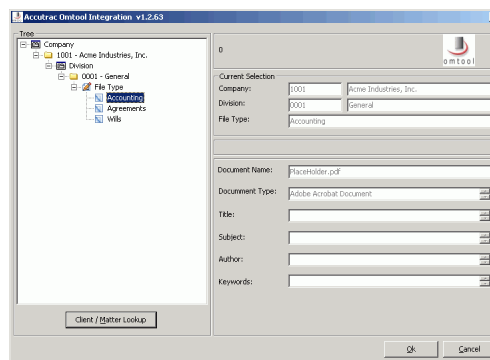 Accutrac Omtool Integration v1.2.63
Tree
Company
1001 - Acme Industries, Inc.
Division
0001 - General
File Type
Accounting
Agreements
Wills
Client / Matter Lookup
0
omtool
Current Selection
Company: 1001 Acme Industries, Inc.
Division: 0001 General
File Type: Accounting
Document Name: PlaceHolder.pdf
Documment Type: Adobe Acrobat Document
Title:
Subject:
Author:
Keywords:
Ok Cancel